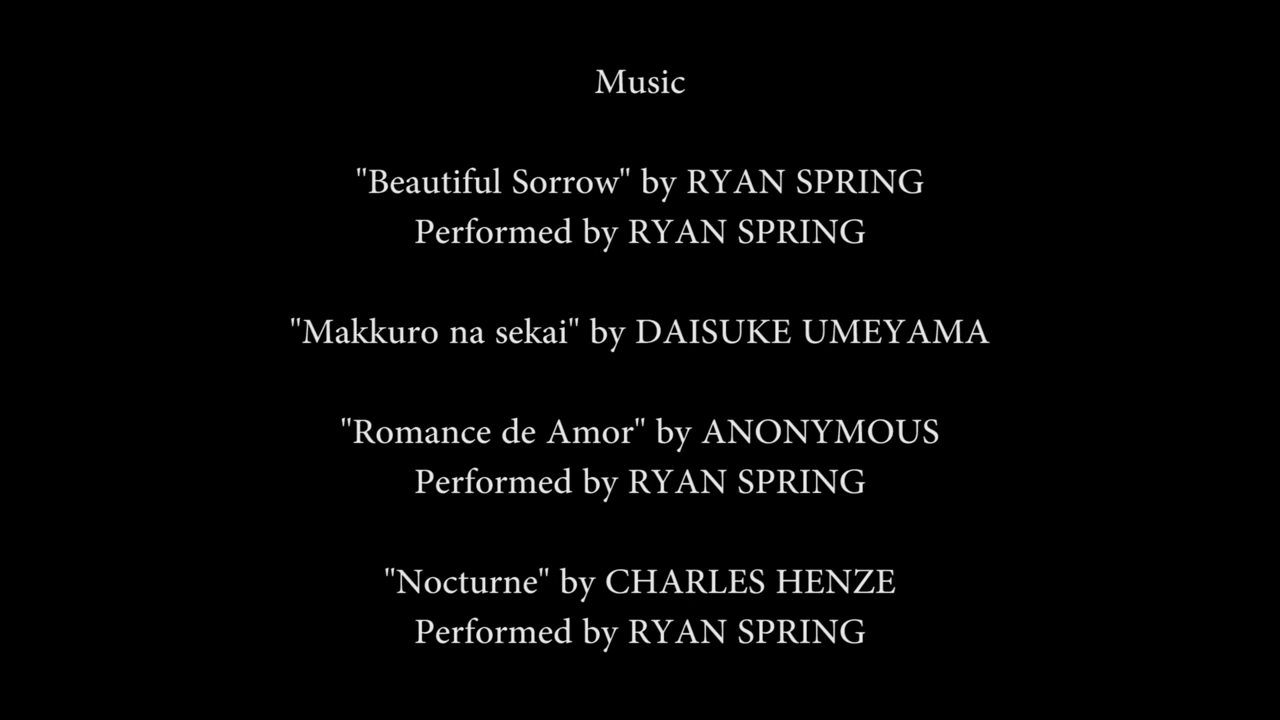 Music
"Beautiful Sorrow" by RYAN SPRING
Performed by RYAN SPRING
"Makkuro na sekai" by DAISUKE UMEYAMA
"Romance de Amor" by ANONYMOUS
Performed by RYAN SPRING
"Nocturne" by CHARLES HENZE
Performed by RYAN SPRING